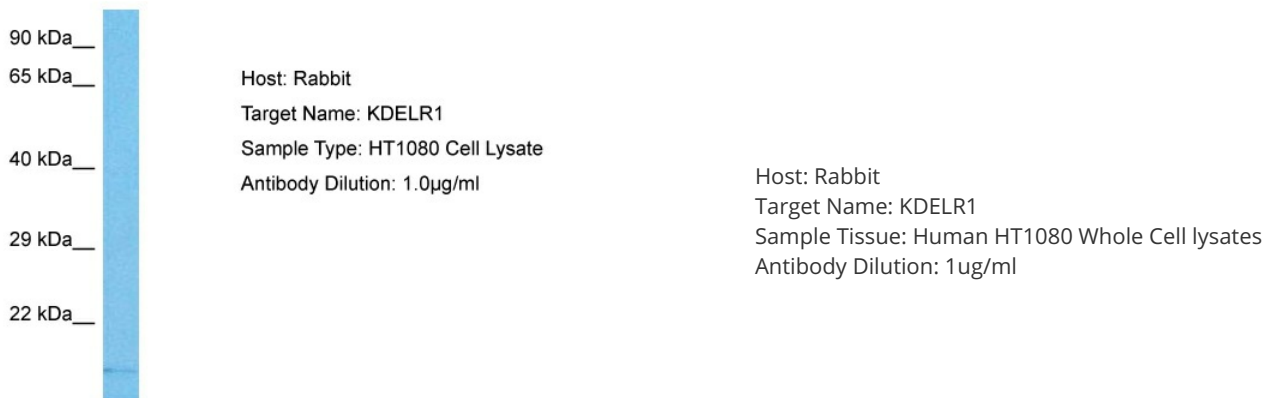 90 kDa__
65 kDa__
40 kDa__
29 kDa__
22 kDa__
Host: Rabbit
Target Name: KDELR1
Sample Type: HT1080 Cell Lysate
Antibody Dilution: 1.0µg/ml
Host: Rabbit
Target Name: KDELR1
Sample Tissue: Human HT1080 Whole Cell lysates
Antibody Dilution: 1ug/ml